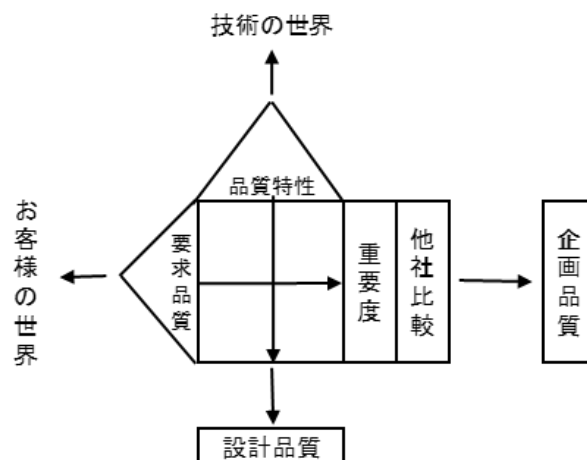 技術の世界
品質特性
お客様の世界
要求品質
重要度
他社比較
企画品質
設計品質